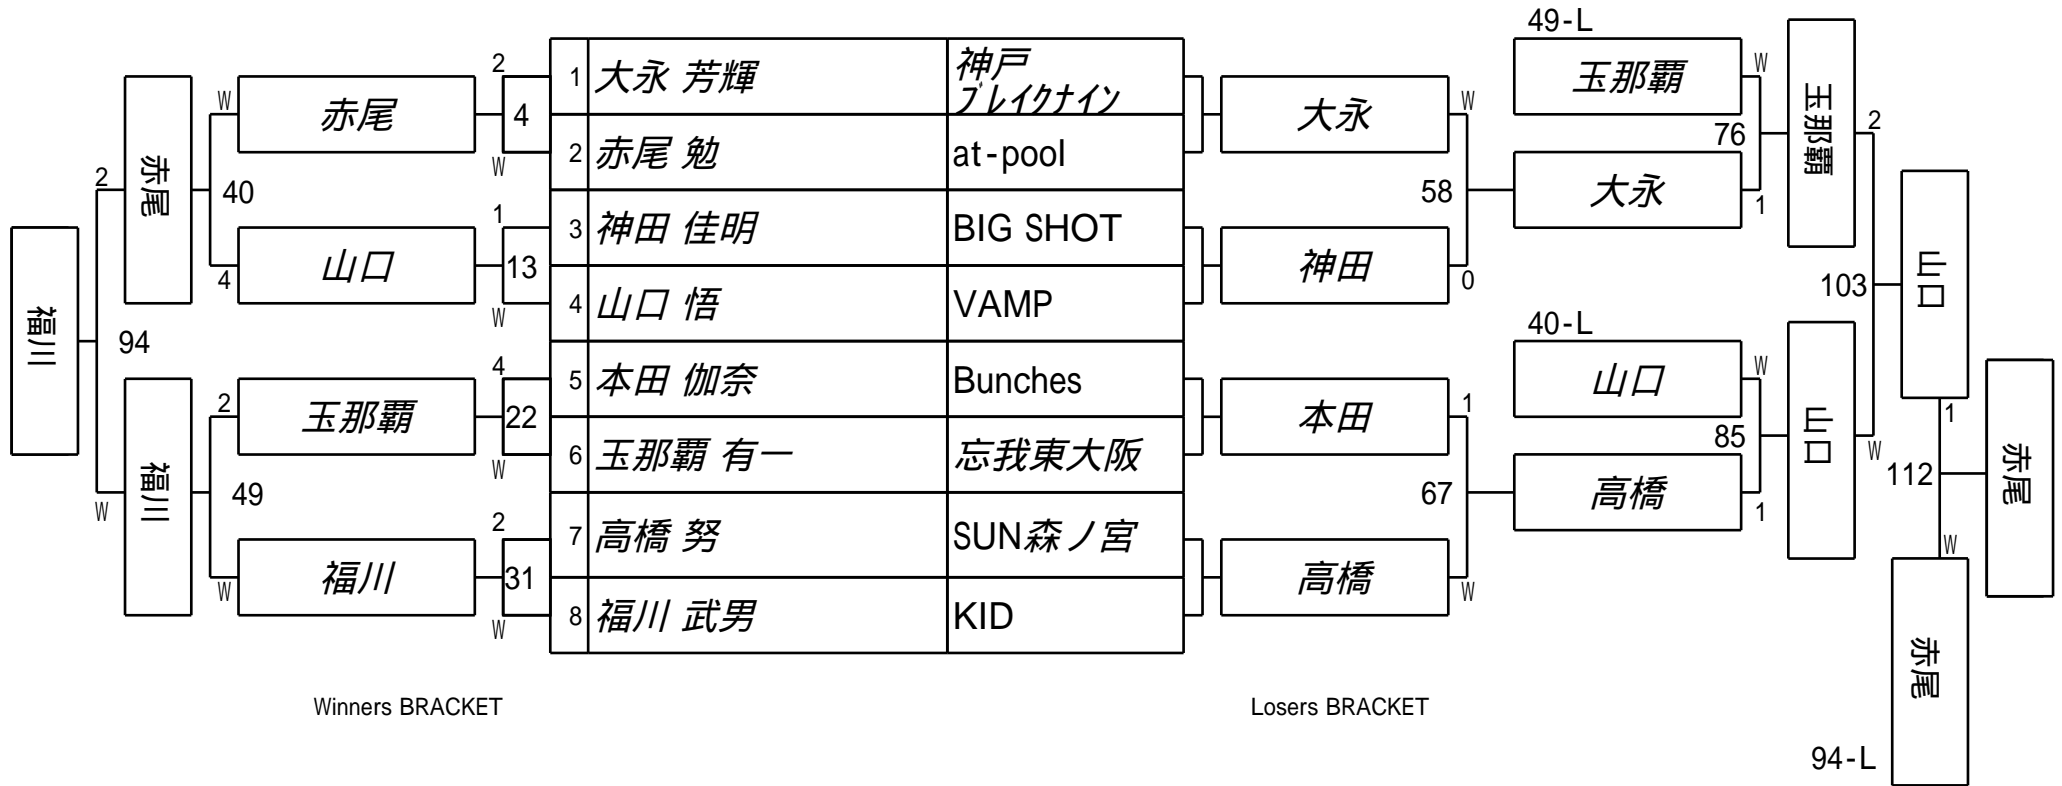 福川
2
94
W
赤尾
福川
W
40
4
2
49
W
赤尾
山口
玉那覇
福川
2
4
W
1
13
W
4
22
W
2
31
W
1 大永 芳輝 神戸
ブレイクナイン
2 赤尾 勉 at-pool
3 神田 佳明 BIG SHOT
4 山口 悟 VAMP
5 本田 伽奈 Bunches
6 玉那覇 有一 忘我東大阪
7 高橋 努 SUN森ノ宮
8 福川 武男 KID
大永
神田
本田
高橋
W
58
0
1
67
W
49-L
玉那覇
大永
40-L
山口
高橋
W
76
1
W
85
1
玉那覇
山口
2
103
W
山口
1
112
W
赤尾
赤尾
94-L
Winners BRACKET
Losers BRACKET